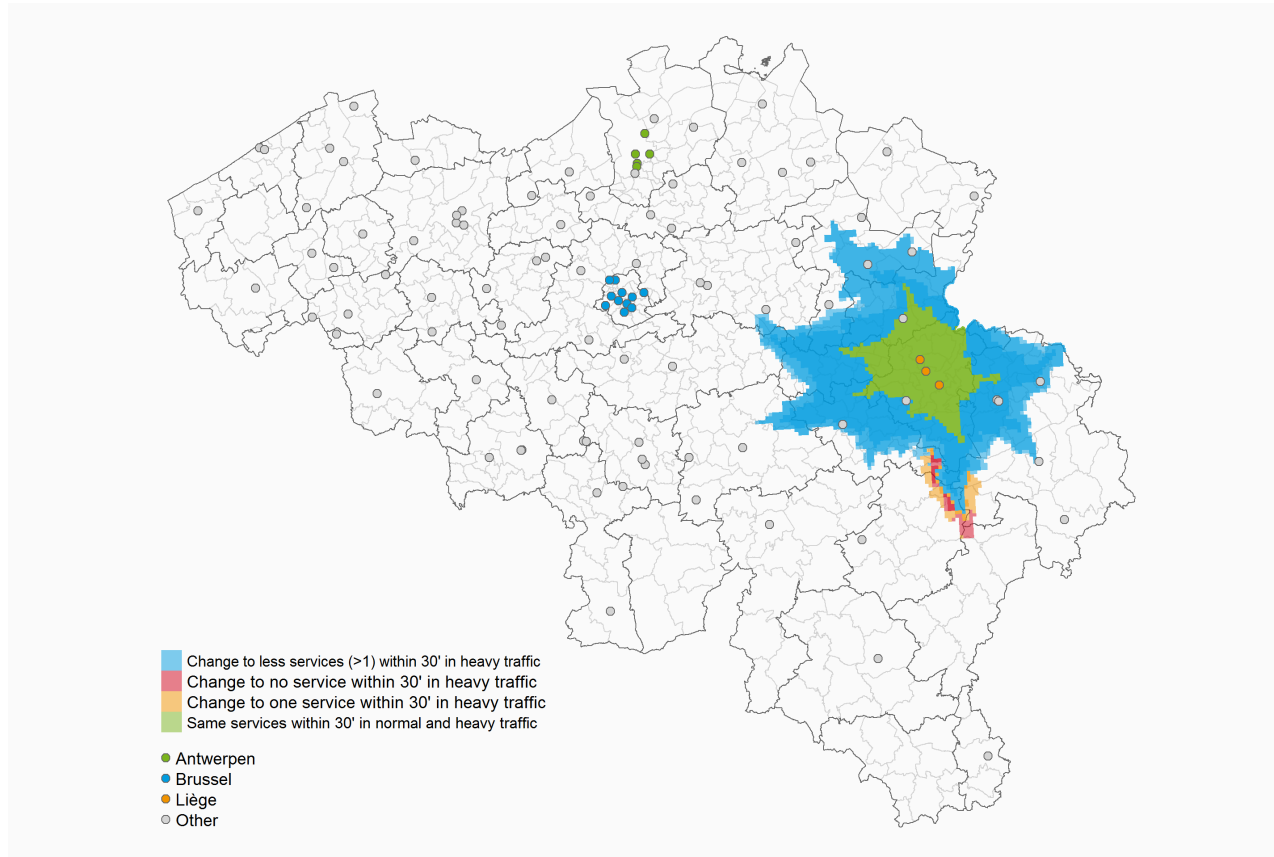 Change to less services (>1) within 30' in heavy traffic
Change to no service within 30' in heavy traffic
Change to one service within 30' in heavy traffic
Same services within 30' in normal and heavy traffic
Antwerpen
Brussel
Liège
Other